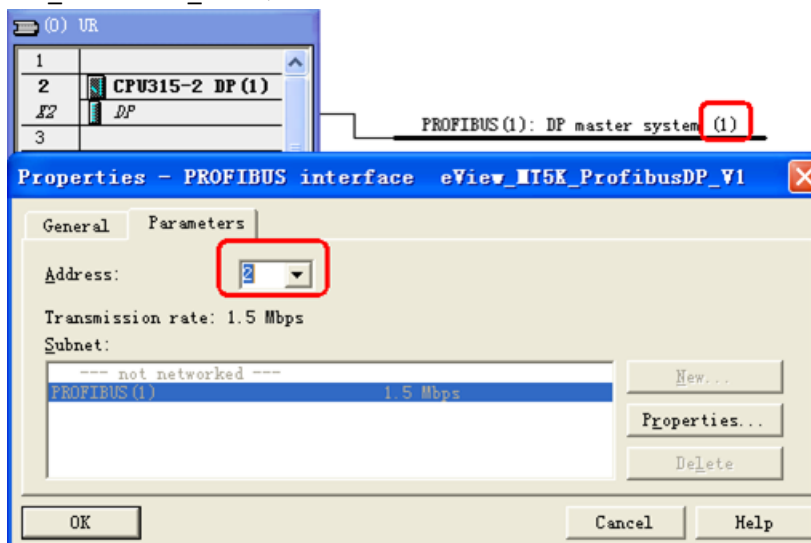 (0) UR
1
2 CPU315-2 DP(1)
X2 DP
3
PROFIBUS(1): DP master system (1)
Properties - PROFIBUS interface eView_MT5K_ProfibusDP_V1
General Parameters
Address: 2
Transmission rate: 1.5 Mbps
Subnet:
--- not networked ---
PROFIBUS(1) 1.5 Mbps
New...
Properties...
Delete
OK Cancel Help